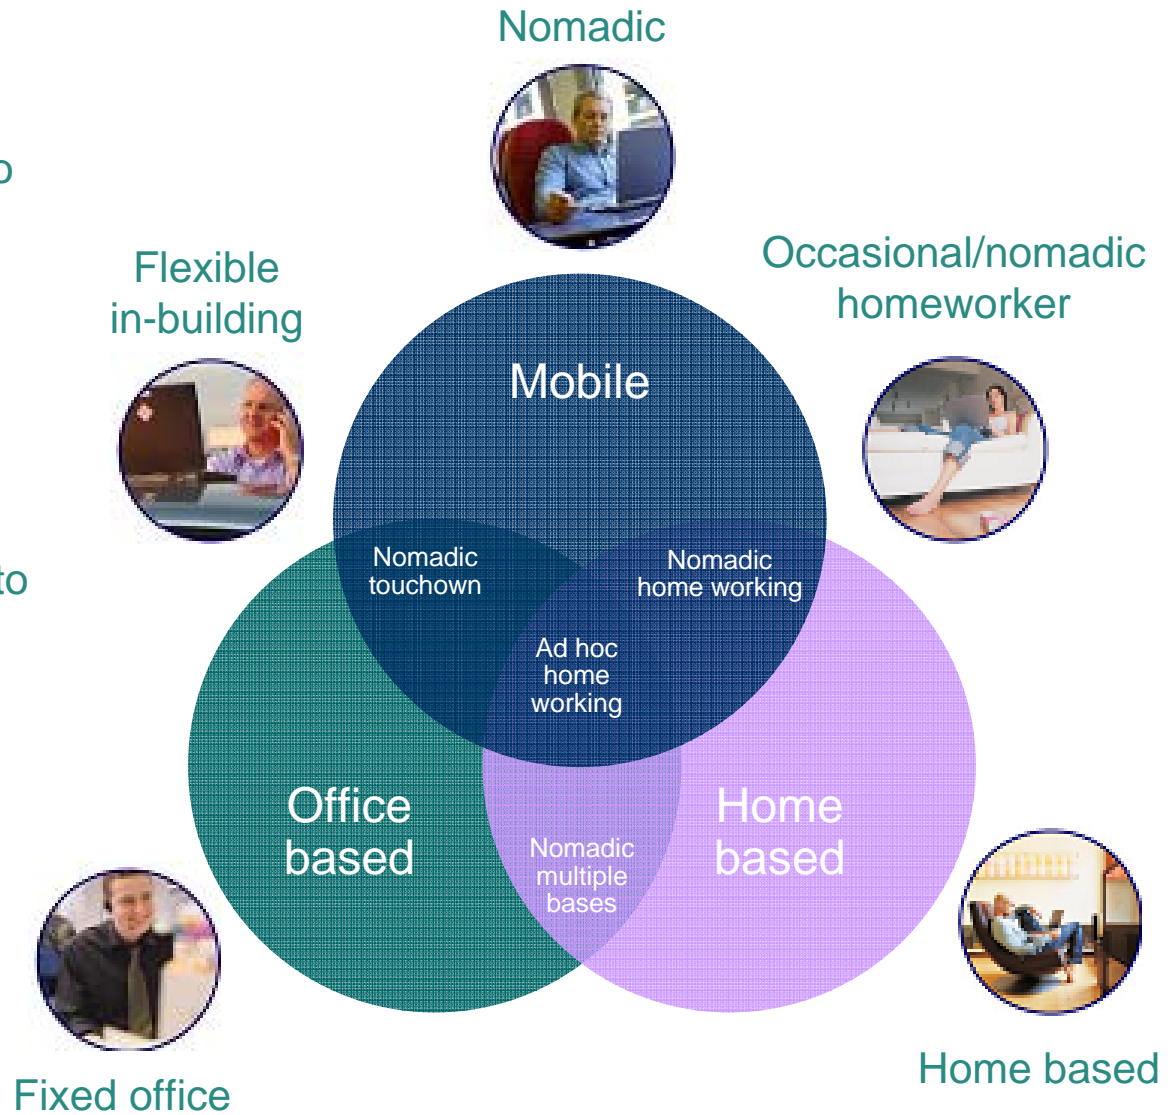 Nomadic
o
Flexible
in-building
Occasional/nomadic
homeworker
Mobile
Nomadic
touchown
Nomadic
home working
to
Ad hoc
home
working
Office
based
Home
based
Nomadic
multiple
bases
Home based
Fixed office